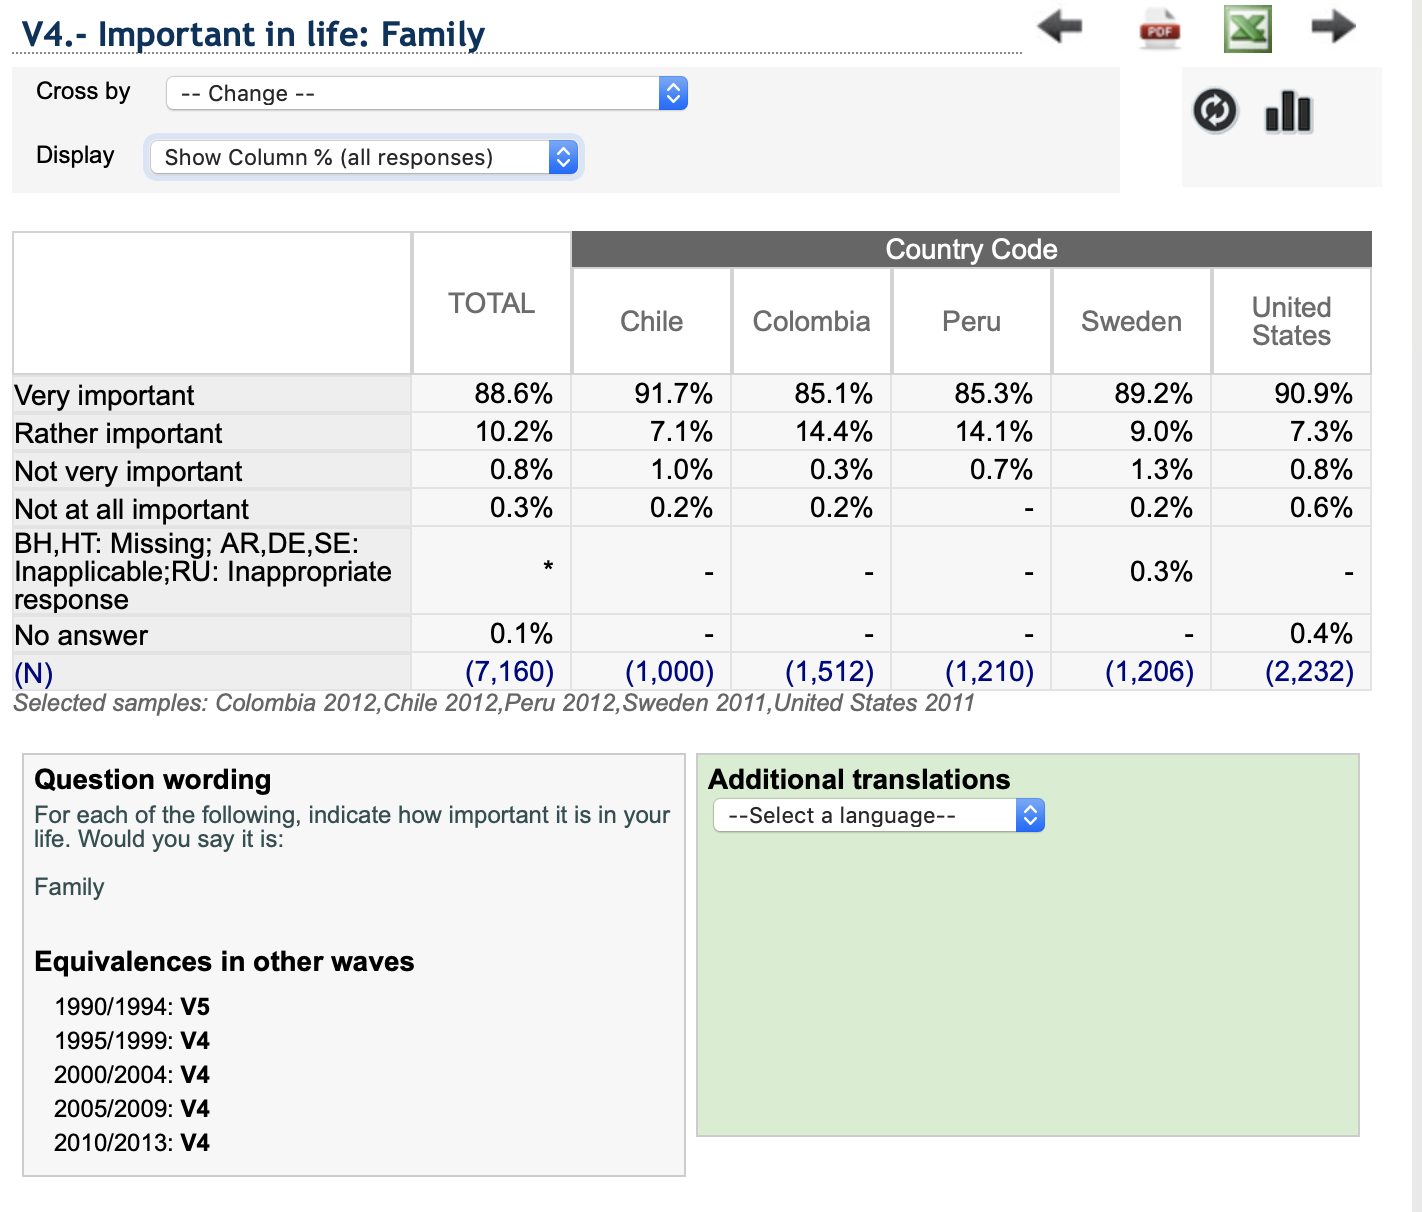 V4.- Important in life: Family
PDF
Cross by -- Change --
Display Show Column % (all responses)
Country Code
TOTAL Chile Colombia Peru Sweden United States
Very important 88.6% 91.7% 85.1% 85.3% 89.2% 90.9%
Rather important 10.2% 7.1% 14.4% 14.1% 9.0% 7.3%
Not very important 0.8% 1.0% 0.3% 0.7% 1.3% 0.8%
Not at all important 0.3% 0.2% 0.2% - 0.2% 0.6%
BH,HT: Missing; AR,DE,SE:
Inapplicable;RU: Inappropriate * - - - 0.3% -
response
No answer 0.1% - - - - 0.4%
(N) (7,160) (1,000) (1,512) (1,210) (1,206) (2,232)
Selected samples: Colombia 2012,Chile 2012,Peru 2012,Sweden 2011,United States 2011
Question wording
For each of the following, indicate how important it is in your
life. Would you say it is:
Family
Equivalences in other waves
1990/1994: V5
1995/1999: V4
2000/2004: V4
2005/2009: V4
2010/2013: V4
Additional translations
--Select a language--